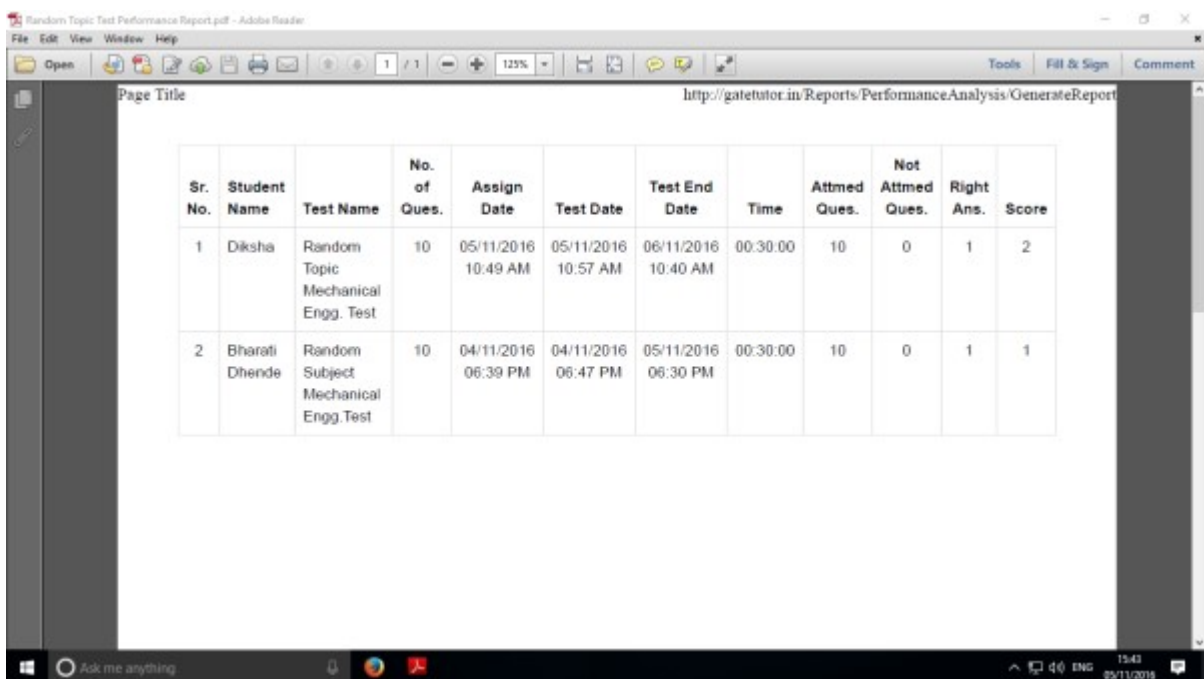 Random Topic Test Performance Report.pdf - Adobe Reader
File Edit View Window Help
Open 1 / 1 125% Tools Fill & Sign Comment
Page Title http://gatetutor.in/Reports/PerformanceAnalysis/GenerateReport
Sr. No. Student Name Test Name No. of Ques. Assign Date Test Date Test End Date Time Attmed Ques. Not Attmed Ques. Right Ans. Score
1 Diksha Random Topic Mechanical Engg. Test 10 05/11/2016 10:49 AM 05/11/2016 10:57 AM 06/11/2016 10:40 AM 00:30:00 10 0 1 2
2 Bharati Dhende Random Subject Mechanical Engg.Test 10 04/11/2016 06:39 PM 04/11/2016 06:47 PM 05/11/2016 06:30 PM 00:30:00 10 0 1 1
Ask me anything ENG 15:43
05/11/2016